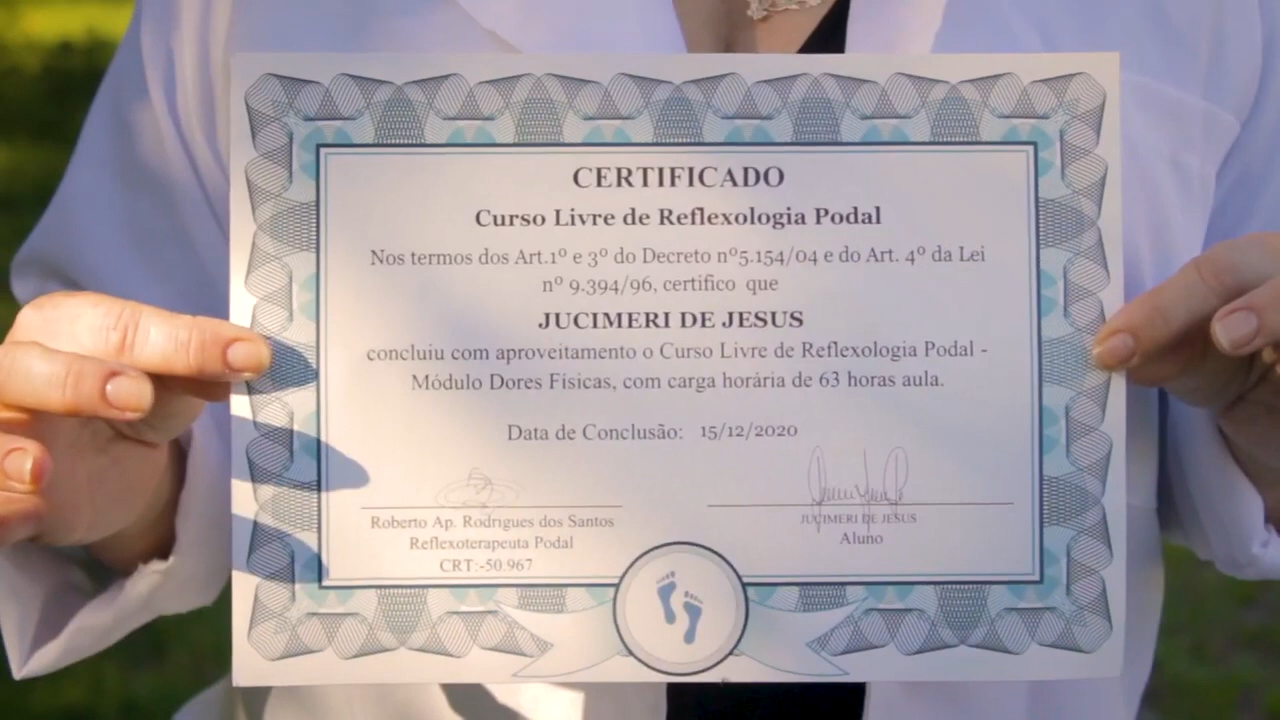 CERTIFICADO
Curso Livre de Reflexologia Podal
Nos termos dos Art.1º e 3º do Decreto nº5.154/04 e do Art. 4º da Lei
nº 9.394/96, certifico que
JUCIMERI DE JESUS
concluiu com aproveitamento o Curso Livre de Reflexologia Podal -
Módulo Dores Físicas, com carga horária de 63 horas aula.
Data de Conclusão: 15/12/2020
Roberto Ap. Rodrigues dos Santos
Reflexoterapeuta Podal
CRT:-50.967
JUCIMERI DE JESUS
Aluno